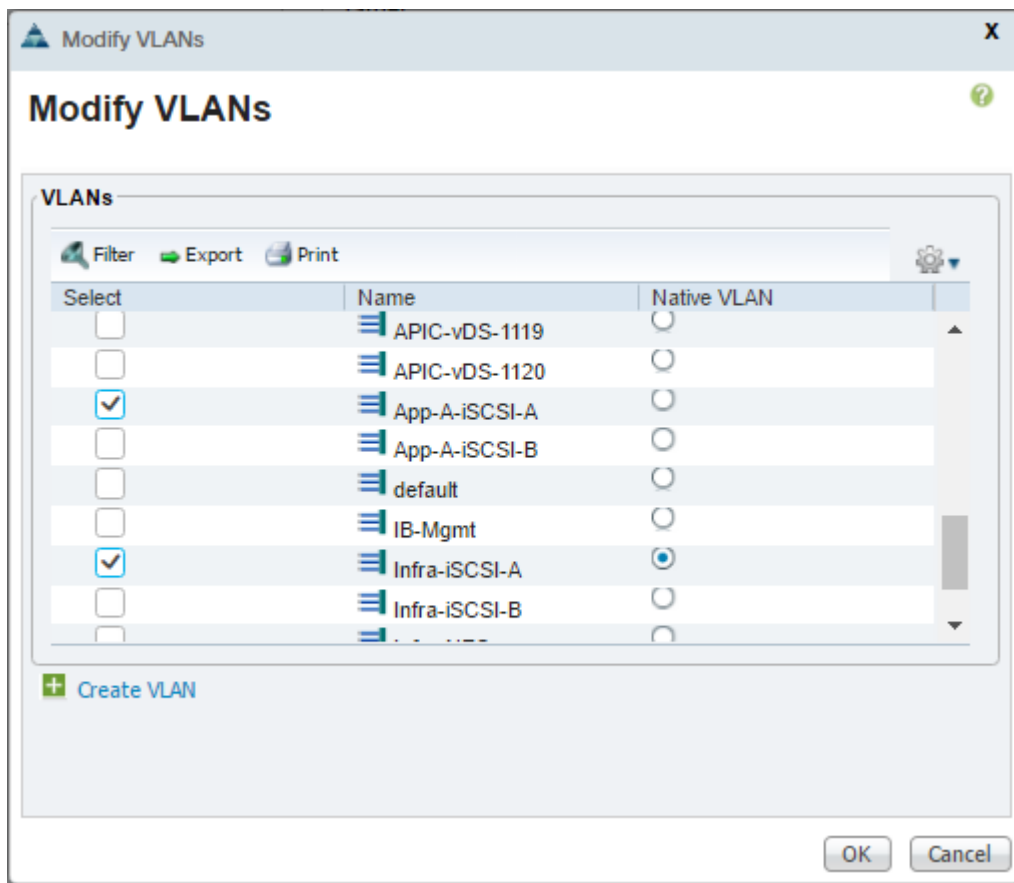 Modify VLANs
X
Modify VLANs
VLANs
Filter Export Print
Select Name Native VLAN
APIC-vDS-1119
APIC-vDS-1120
App-A-iSCSI-A
App-A-iSCSI-B
default
IB-Mgmt
Infra-iSCSI-A
Infra-iSCSI-B
Create VLAN
OK Cancel